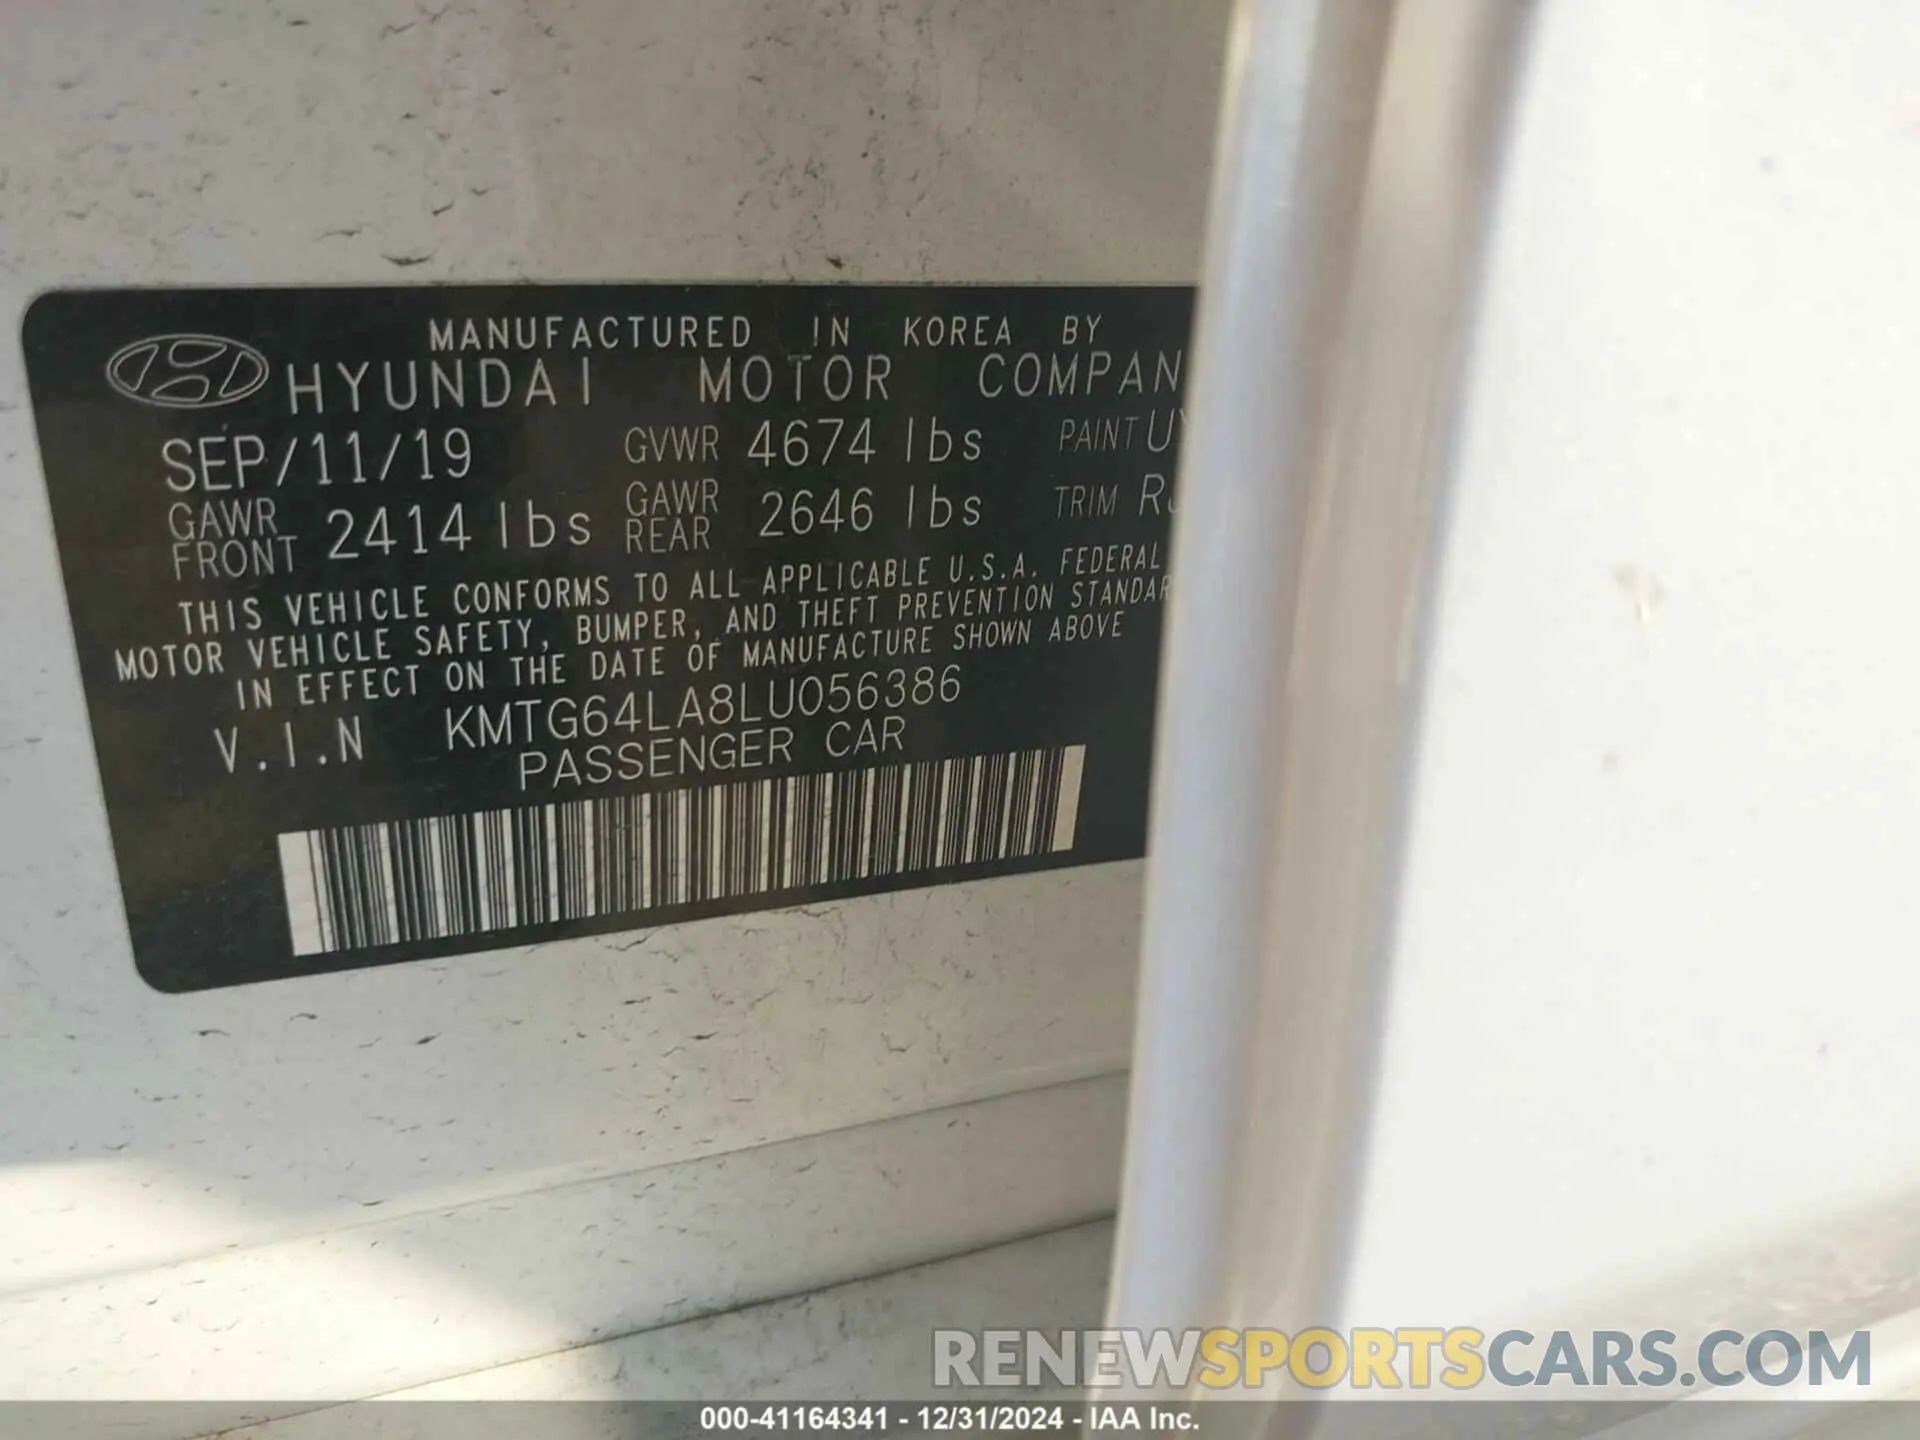 MANUFACTURED IN KOREA BY
HYUNDAI MOTOR COMPAN
SEP/11/19 GVWR 4674 lbs PAINT
GAWR FRONT 2414 lbs GAWR REAR 2646 lbs TRIM
THIS VEHICLE CONFORMS TO ALL APPLICABLE U.S.A. FEDERAL
MOTOR VEHICLE SAFETY, BUMPER, AND THEFT PREVENTION STANDAR
IN EFFECT ON THE DATE OF MANUFACTURE SHOWN ABOVE
V.I.N KMTG64LA8LU056386
PASSENGER CAR
RENEWSPORTSCARS.COM
000-41164341 - 12/31/2024 - IAA Inc.